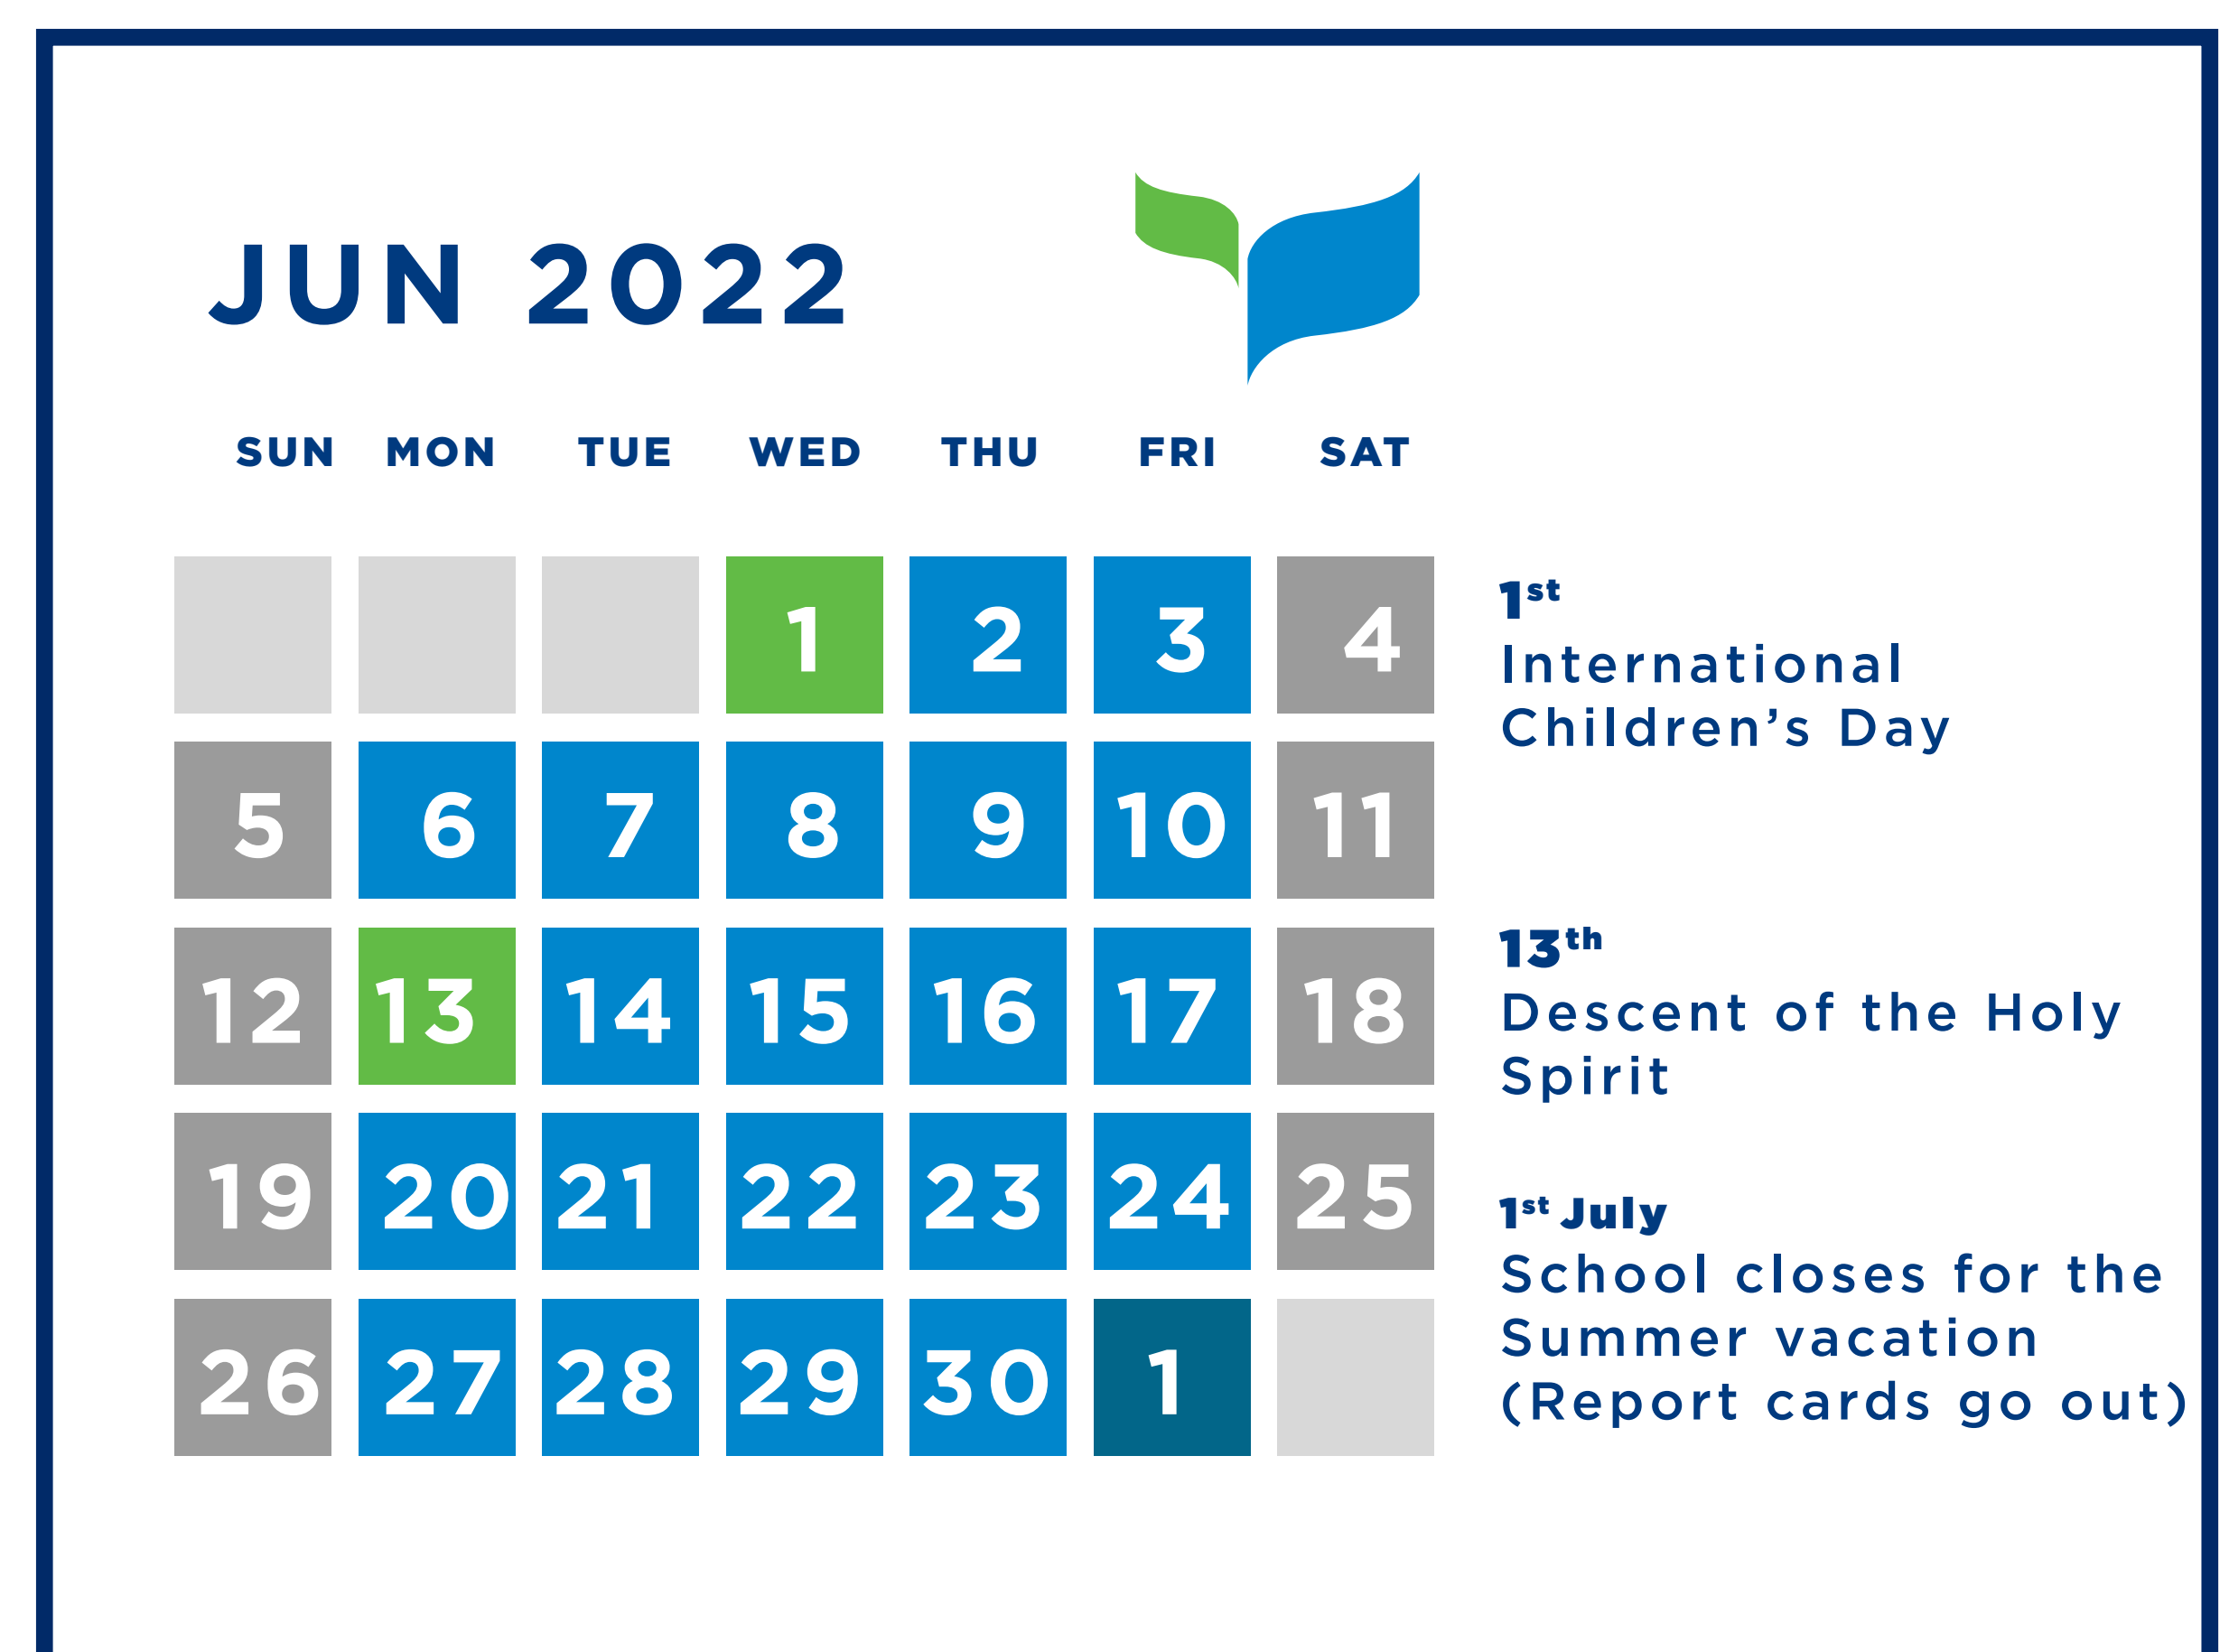 JUN 2022
SUN MON TUE WED THU FRI SAT
1 2 3 4
1st
International
Children’s Day
5 6 7 8 9 10 11
12 13 14 15 16 17 18
13th
Descent of the Holy
Spirit
19 20 21 22 23 24 25
26 27 28 29 30 1
1st July
School closes for the
Summer vacation
(Report cards go out)